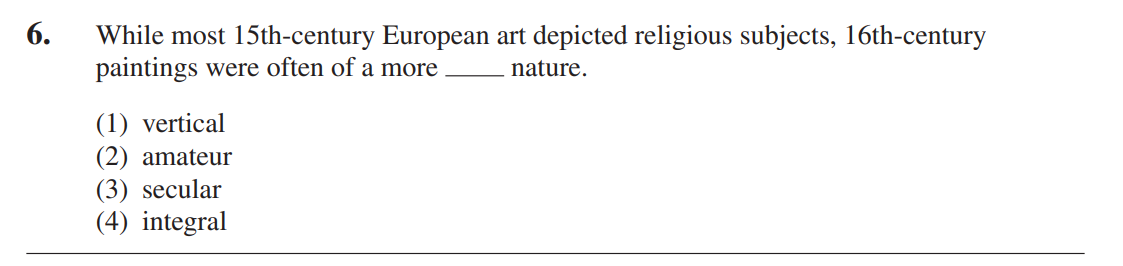 6. While most 15th-century European art depicted religious subjects, 16th-century
paintings were often of a more _____ nature.
(1) vertical
(2) amateur
(3) secular
(4) integral